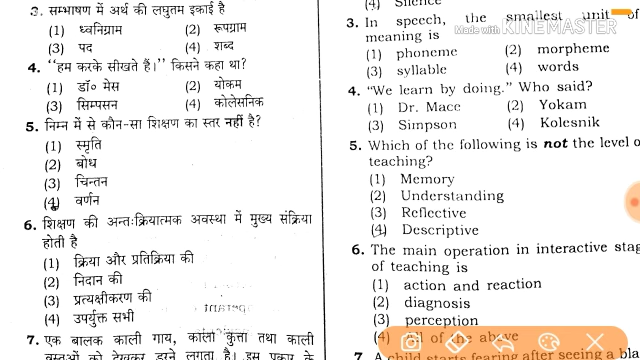 3. सम्भाषण में अर्थ की लघुतम इकाई है
(1) ध्वनिग्राम (2) रूपग्राम
(3) पद (4) शब्द
4. ‘‘हम करके सीखते हैं।’’ किसने कहा था?
(1) डॉ० मेस (2) योकम
(3) सिम्पसन (4) कोलेसनिक
5. निम्न में से कौन-सा शिक्षण का स्तर नहीं है?
(1) स्मृति
(2) बोध
(3) चिन्तन
(4) वर्णन
6. शिक्षण की अन्तःक्रियात्मक अवस्था में मुख्य संक्रिया
होती है
(1) क्रिया और प्रतिक्रिया की
(2) निदान की
(3) प्रत्यक्षीकरण की
(4) उपर्युक्त सभी
7. एक बालक काली गाय, काला कुत्ता तथा काली
वस्तुओं को देखकर डरने लगता है। इस प्रकार के
(4) Silence
3. In speech, the smallest unit of
meaning is
Made with KINEMASTER
(1) phoneme (2) morpheme
(3) syllable (4) words
4. “We learn by doing.” Who said?
(1) Dr. Mace (2) Yokam
(3) Simpson (4) Kolesnik
5. Which of the following is not the level o
teaching?
(1) Memory
(2) Understanding
(3) Reflective
(4) Descriptive
6. The main operation in interactive stag
of teaching is
(1) action and reaction
(2) diagnosis
(3) perception
(4) All of the above
7. A child starts fearing after seeing a bla